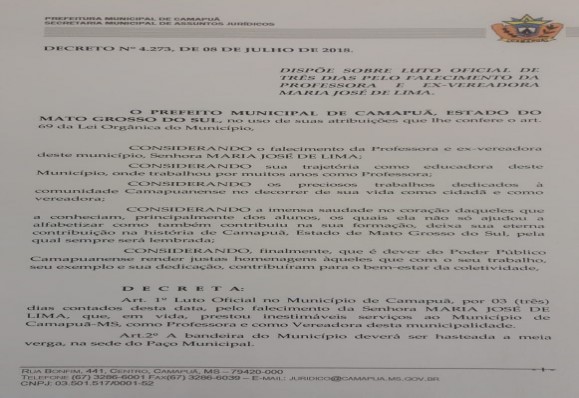 PREFEITURA MUNICIPAL DE CAMAPUÃ
SECRETARIA MUNICIPAL DE ASSUNTOS JURÍDICOS
DECRETO Nº 4.273, DE 08 DE JULHO DE 2018.
DISPÕE SOBRE LUTO OFICIAL DE
TRÊS DIAS PELO FALECIMENTO DA
PROFESSORA E EX-VEREADORA
MARIA JOSÉ DE LIMA.
O PREFEITO MUNICIPAL DE CAMAPUÃ, ESTADO DO
MATO GROSSO DO SUL, no uso de suas atribuições que lhe confere o art.
69 da Lei Orgânica do Município,
CONSIDERANDO o falecimento da Professora e ex-vereadora
deste município, Senhora MARIA JOSÉ DE LIMA;
CONSIDERANDO sua trajetória como educadora deste
Município, onde trabalhou por muitos anos como Professora;
CONSIDERANDO os preciosos trabalhos dedicados à
comunidade Camapuanense no decorrer de sua vida como cidadã e como
vereadora;
CONSIDERANDO a imensa saudade no coração daqueles que
a conheciam, principalmente dos alunos, os quais ela não só ajudou a
alfabetizar como também contribuiu na sua formação, deixa sua eterna
contribuição na história de Camapuã, Estado de Mato Grosso do Sul, pela
qual sempre será lembrada;
CONSIDERANDO, finalmente, que é dever do Poder Público
Camapuanense render justas homenagens àqueles que com o seu trabalho,
seu exemplo e sua dedicação, contribuíram para o bem-estar da coletividade,
D E C R E T A:
Art. 1º Luto Oficial no Município de Camapuã, por 03 (três)
dias contados desta data, pelo falecimento da Senhora MARIA JOSÉ DE
LIMA, que, em vida, prestou inestimáveis serviços ao Município de
Camapuã-MS, como Professora e como Vereadora desta municipalidade.
Art.2º A bandeira do Município deverá ser hasteada a meia
verga, na sede do Paço Municipal.
RUA BONFIM, 441, CENTRO, CAMAPUÃ, MS – 79420-000
TELEFONE (67) 3286-6001 FAX(67) 3286-6039 – E-MAIL: JURIDICO@CAMAPUA.MS.GOV.BR
CNPJ: 03.501.517/0001-52